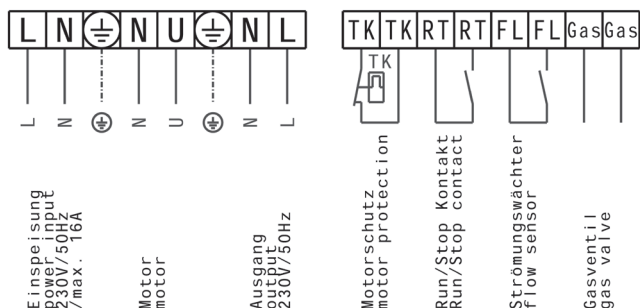 L N N U N L
TK TK RT RT FL FL Gas Gas
TK
L N N U N L
Einspeisung
power input
230V/50Hz
/max. 16A
Motor
motor
Ausgang
output
230V/50Hz
Motorschutz
motor protection
Run/Stop Kontakt
Run/Stop contact
Strömungswächter
flow sensor
Gasventil
gas valve